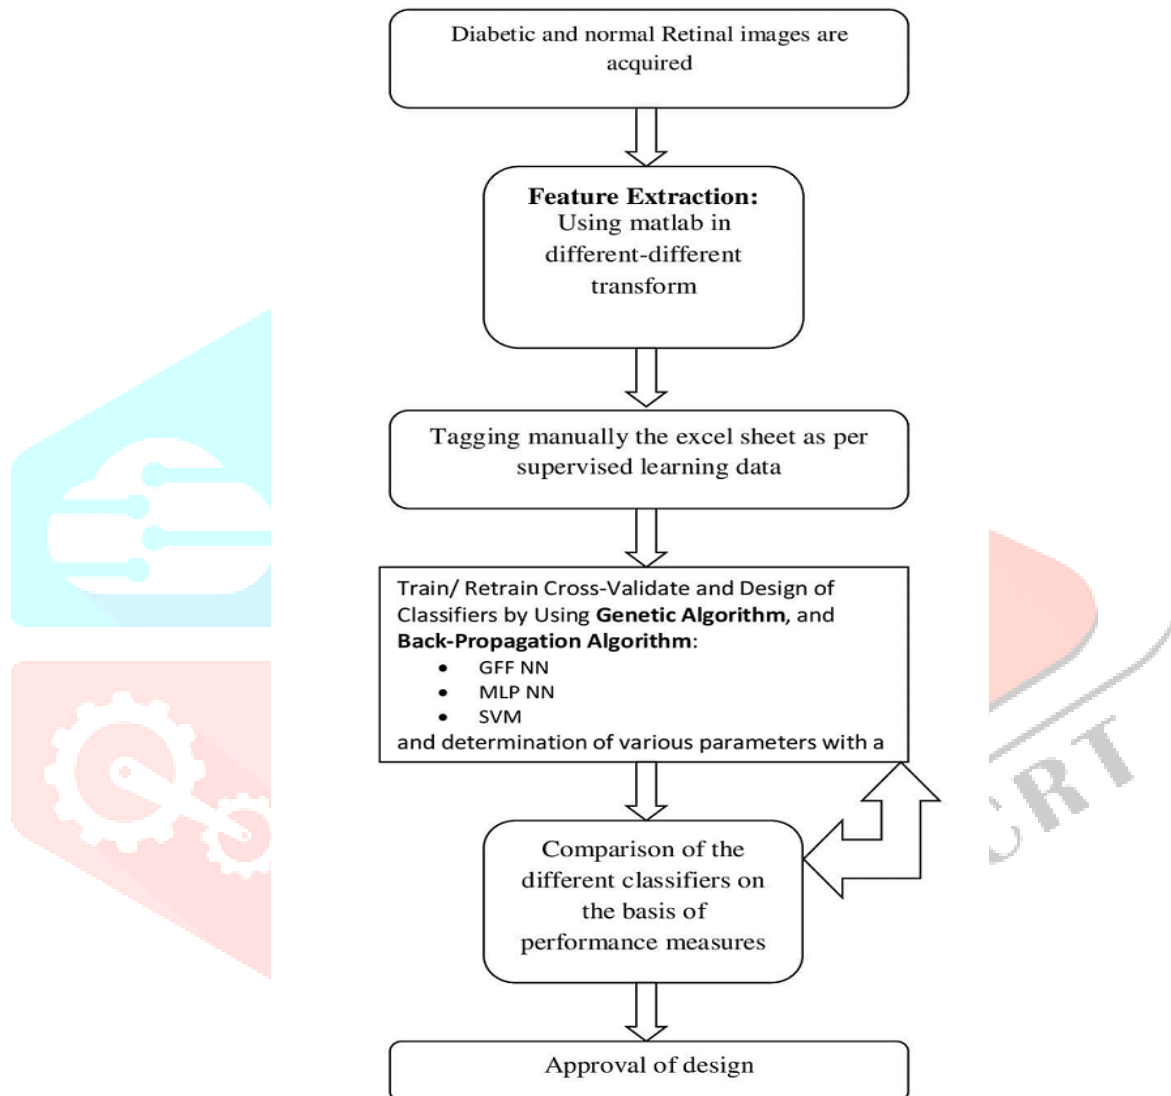 Diabetic and normal Retinal images are
acquired
Feature Extraction:
Using matlab in
different-different
transform
Tagging manually the excel sheet as per
supervised learning data
Train/ Retrain Cross-Validate and Design of
Classifiers by Using Genetic Algorithm, and
Back-Propagation Algorithm:
• GFF NN
• MLP NN
• SVM
and determination of various parameters with a
Comparison of the
different classifiers on
the basis of
performance measures
Approval of design
CRT